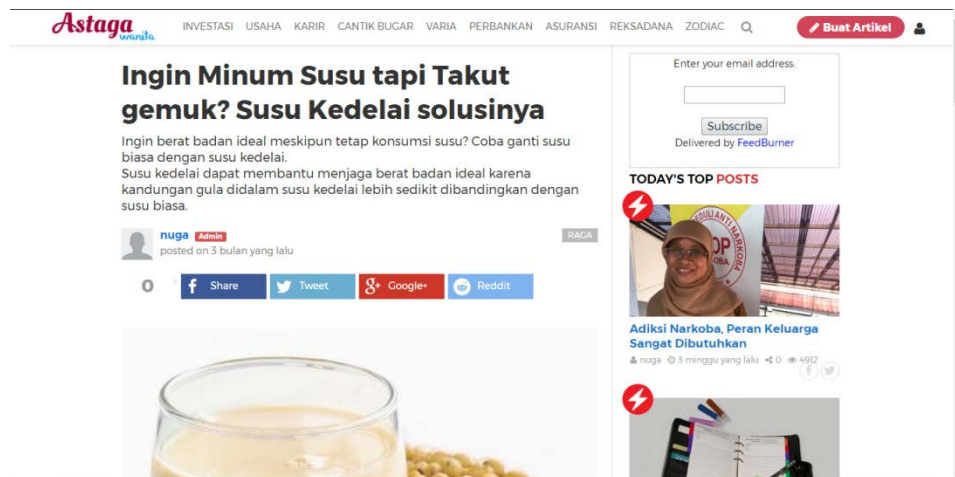 Astaga
wanita
INVESTASI USAHA KARIR CANTIK BUGAR VARIA PERBANKAN ASURANSI REKSADANA ZODIAC
Buat Artikel
Ingin Minum Susu tapi Takut
gemuk? Susu Kedelai solusinya
Ingin berat badan ideal meskipun tetap konsumsi susu? Coba ganti susu
biasa dengan susu kedelai.
Susu kedelai dapat membantu menjaga berat badan ideal karena
kandungan gula didalam susu kedelai lebih sedikit dibandingkan dengan
susu biasa.
nuga Admin
posted on 3 bulan yang lalu
RAGA
0
Share
Tweet
Google+
Reddit
Enter your email address:
Subscribe
Delivered by FeedBurner
TODAY'S TOP POSTS
Adiksi Narkoba, Peran Keluarga
Sangat Dibutuhkan
nuga 3 minggu yang lalu 0 4912